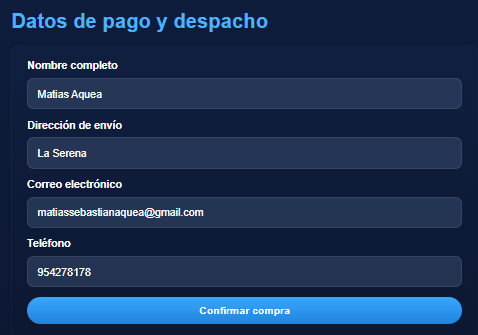 Datos de pago y despacho
Nombre completo
Matias Aquea
Dirección de envío
La Serena
Correo electrónico
matiassebastianaquea@gmail.com
Teléfono
954278178
Confirmar compra